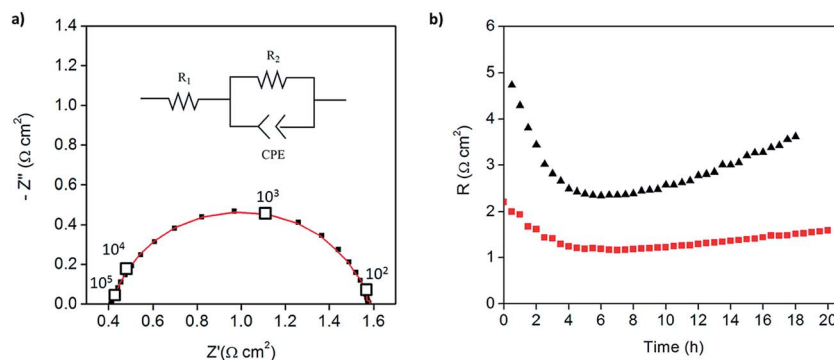 a)
1.4
1.2
1.0
0.8
0.6
0.4
0.2
0.0
- Z'' (Ω cm²)
R₁
R₂
CPE
10⁵
10⁴
10³
10²
0.4 0.6 0.8 1.0 1.2 1.4 1.6
Z'(Ω cm²)
b)
6
5
4
3
2
1
0
R (Ω cm²)
0 2 4 6 8 10 12 14 16 18 20
Time (h)